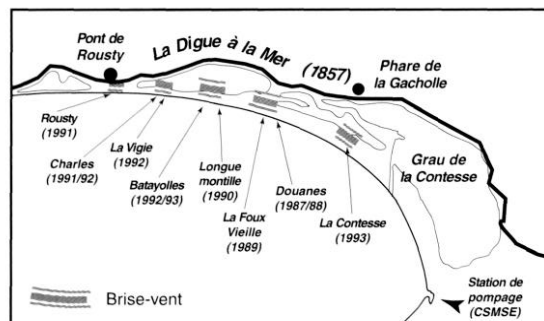 Pont de
Rousty
La Digue à la Mer (1857)
Phare de
la Gacholle
Rousty
(1991)
Charles
(1991/92)
La Vigie
(1992)
Batayolles
(1992/93)
Longue
montille
(1990)
La Foux
Vieille
(1989)
Douanes
(1987/88)
La Contesse
(1993)
Grau de
la Contesse
Station de
pompage
(CSMSE)
Brise-vent